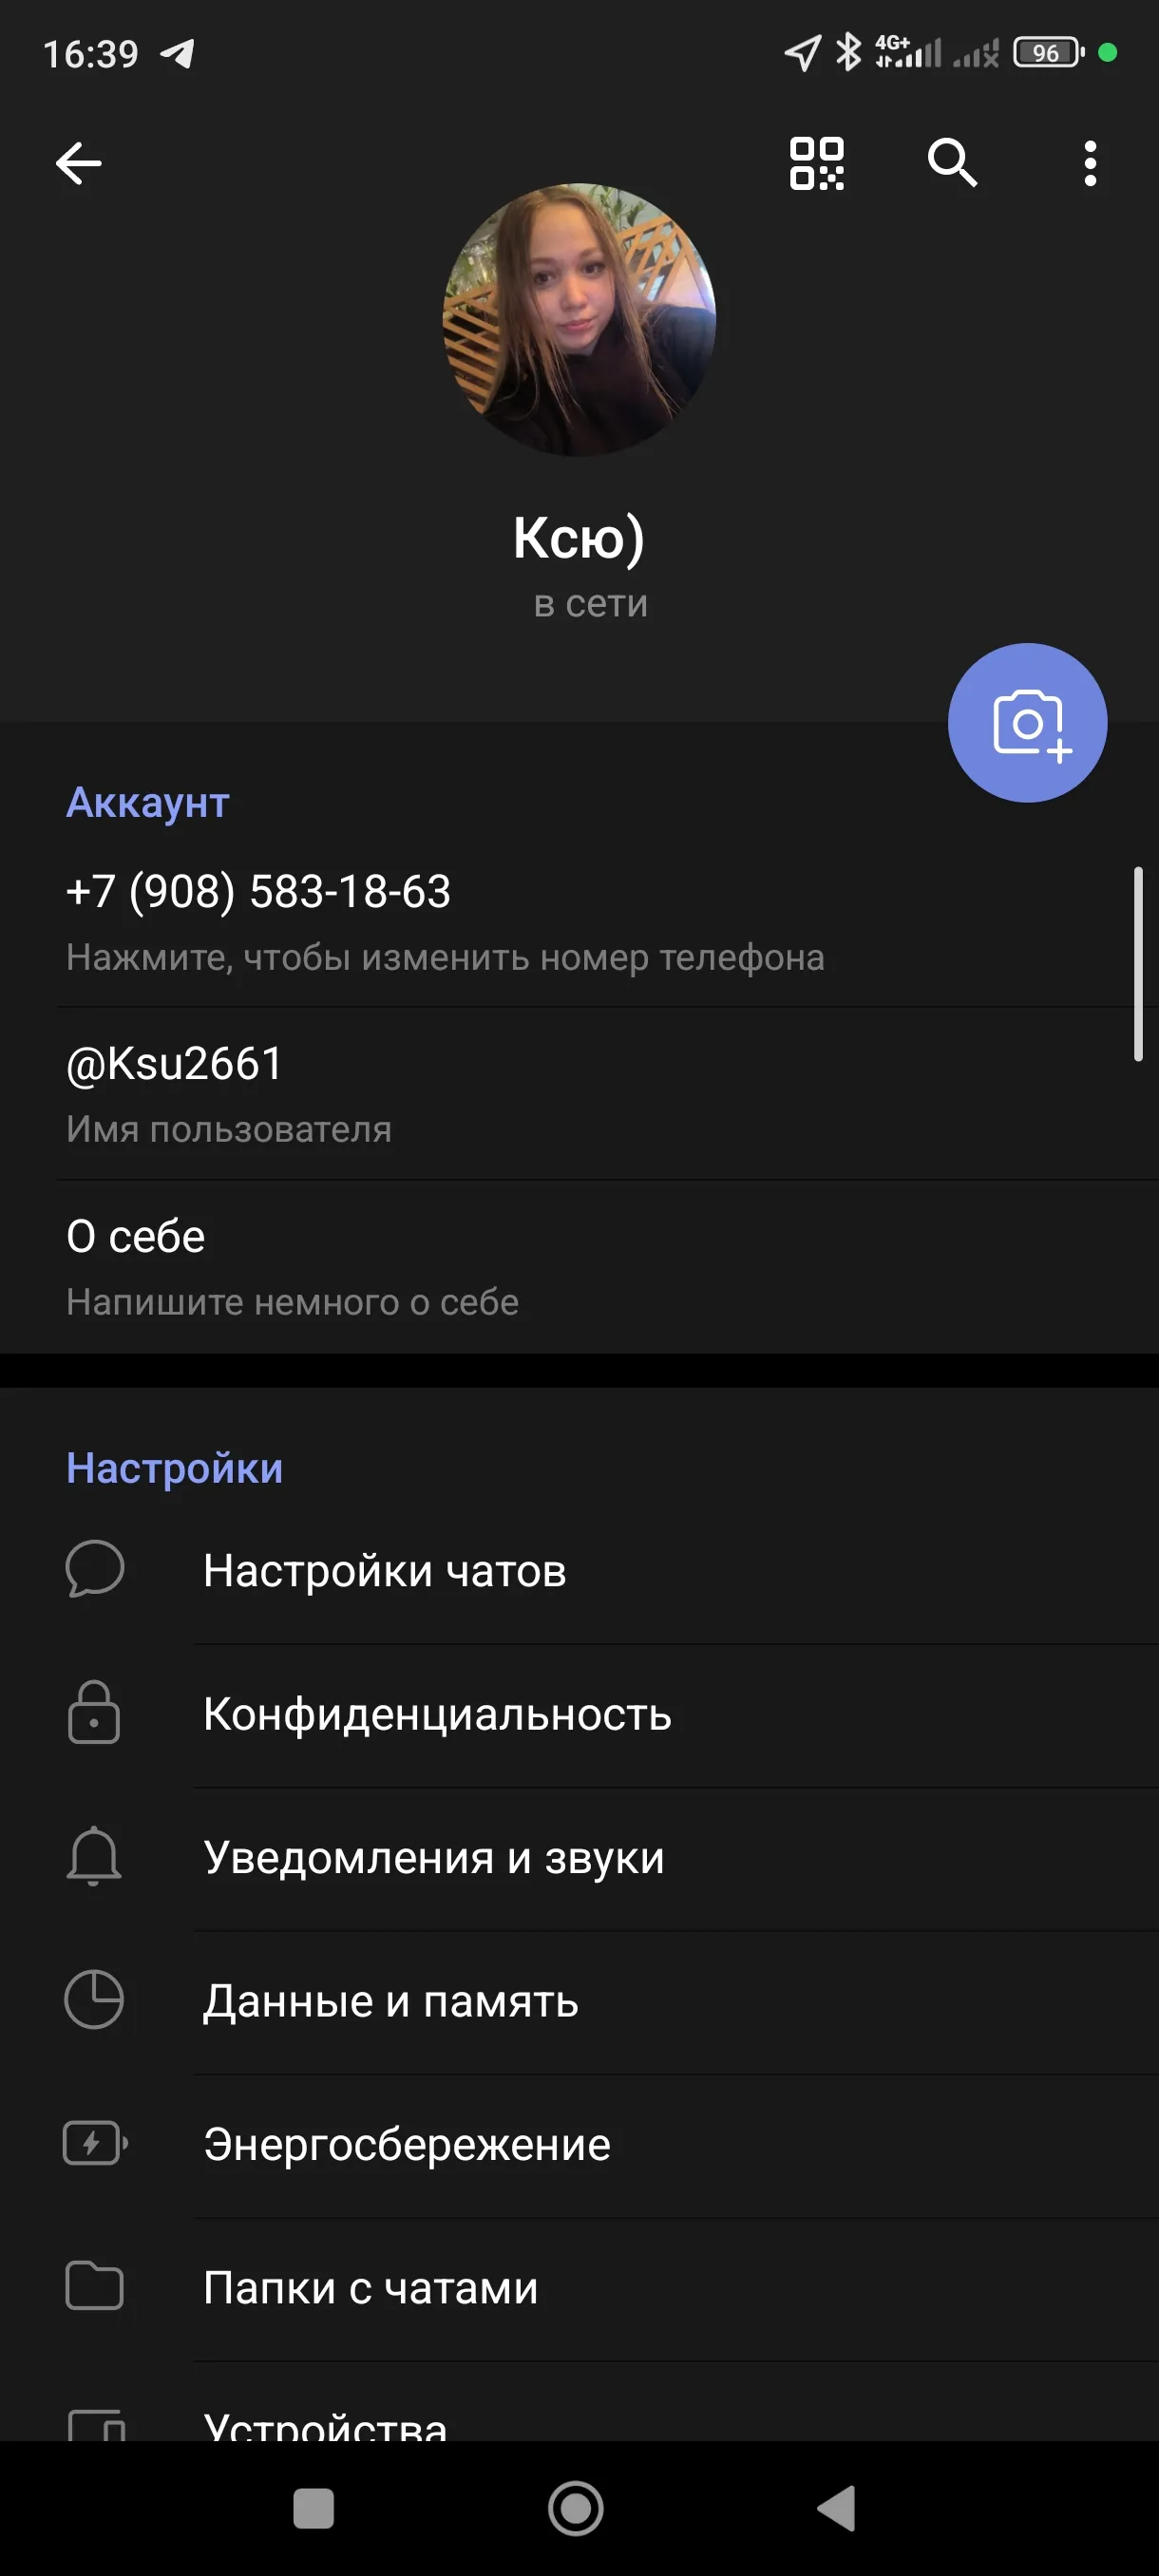 16:39
4G+
96
Ксю)
в сети
Аккаунт
+7 (908) 583-18-63
Нажмите, чтобы изменить номер телефона
@Ksu2661
Имя пользователя
О себе
Напишите немного о себе
Настройки
Настройки чатов
Конфиденциальность
Уведомления и звуки
Данные и память
Энергосбережение
Папки с чатами
Устройства